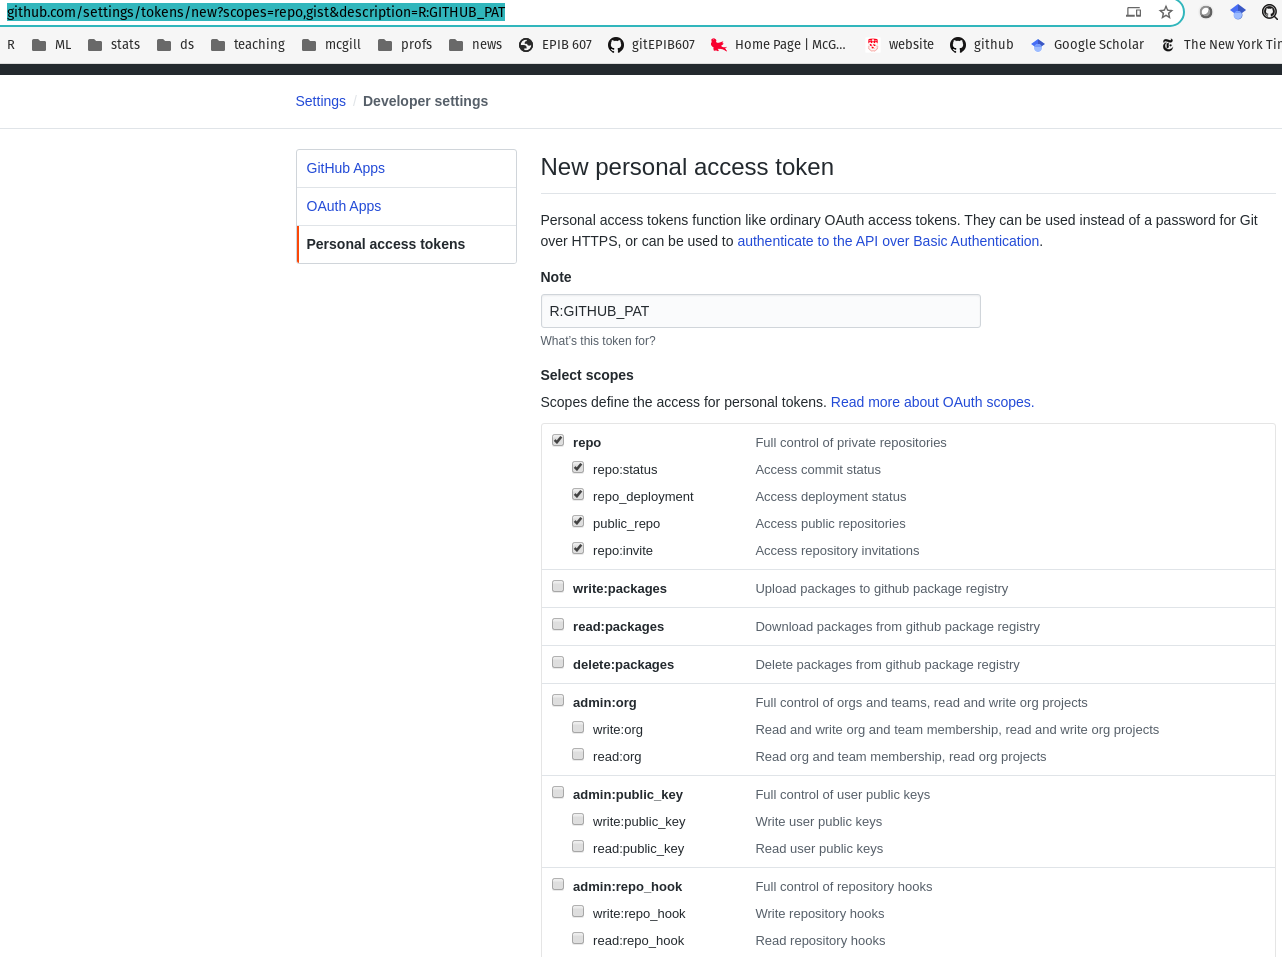 github.com/settings/tokens/new?scopes=repo,gist&description=R:GITHUB_PAT
R ML stats ds teaching mcgill profs news EPIB 607 gitEPIB607 Home Page | McG... website github Google Scholar The New York Tir
Settings / Developer settings
GitHub Apps
OAuth Apps
Personal access tokens
New personal access token
Personal access tokens function like ordinary OAuth access tokens. They can be used instead of a password for Git
over HTTPS, or can be used to authenticate to the API over Basic Authentication.
Note
R:GITHUB_PAT
What's this token for?
Select scopes
Scopes define the access for personal tokens. Read more about OAuth scopes.
repo Full control of private repositories
repo:status Access commit status
repo_deployment Access deployment status
public_repo Access public repositories
repo:invite Access repository invitations
write:packages Upload packages to github package registry
read:packages Download packages from github package registry
delete:packages Delete packages from github package registry
admin:org Full control of orgs and teams, read and write org projects
write:org Read and write org and team membership, read and write org projects
read:org Read org and team membership, read org projects
admin:public_key Full control of user public keys
write:public_key Write user public keys
read:public_key Read user public keys
admin:repo_hook Full control of repository hooks
write:repo_hook Write repository hooks
read:repo_hook Read repository hooks